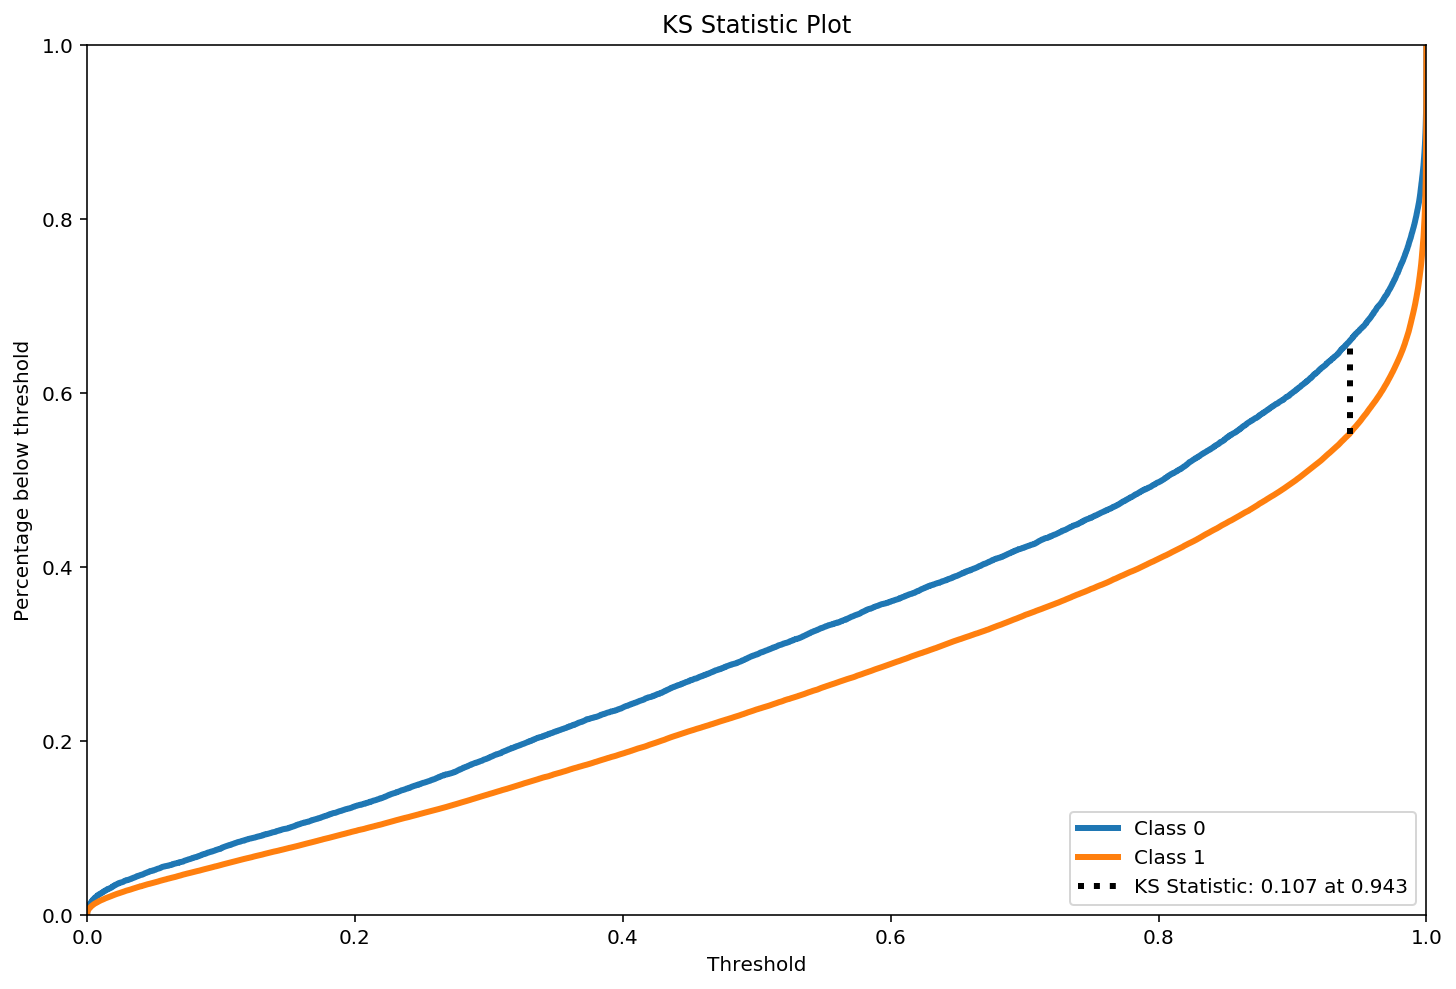 KS Statistic Plot
1.0
0.8
0.6
0.4
0.2
0.0
Percentage below threshold
0.0 0.2 0.4 0.6 0.8 1.0
Threshold
Class 0
Class 1
KS Statistic: 0.107 at 0.943